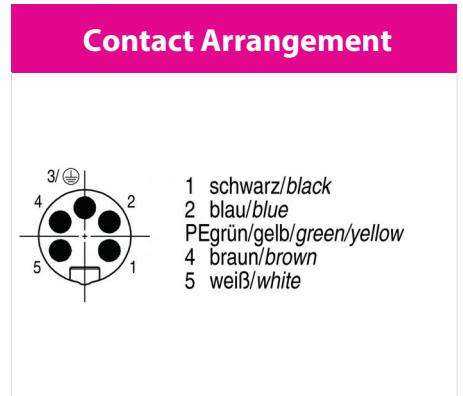 Contact Arrangement
3/⏚
4 2
5 1
1 schwarz/black
2 blau/blue
PEgrün/gelb/green/yellow
4 braun/brown
5 weiß/white